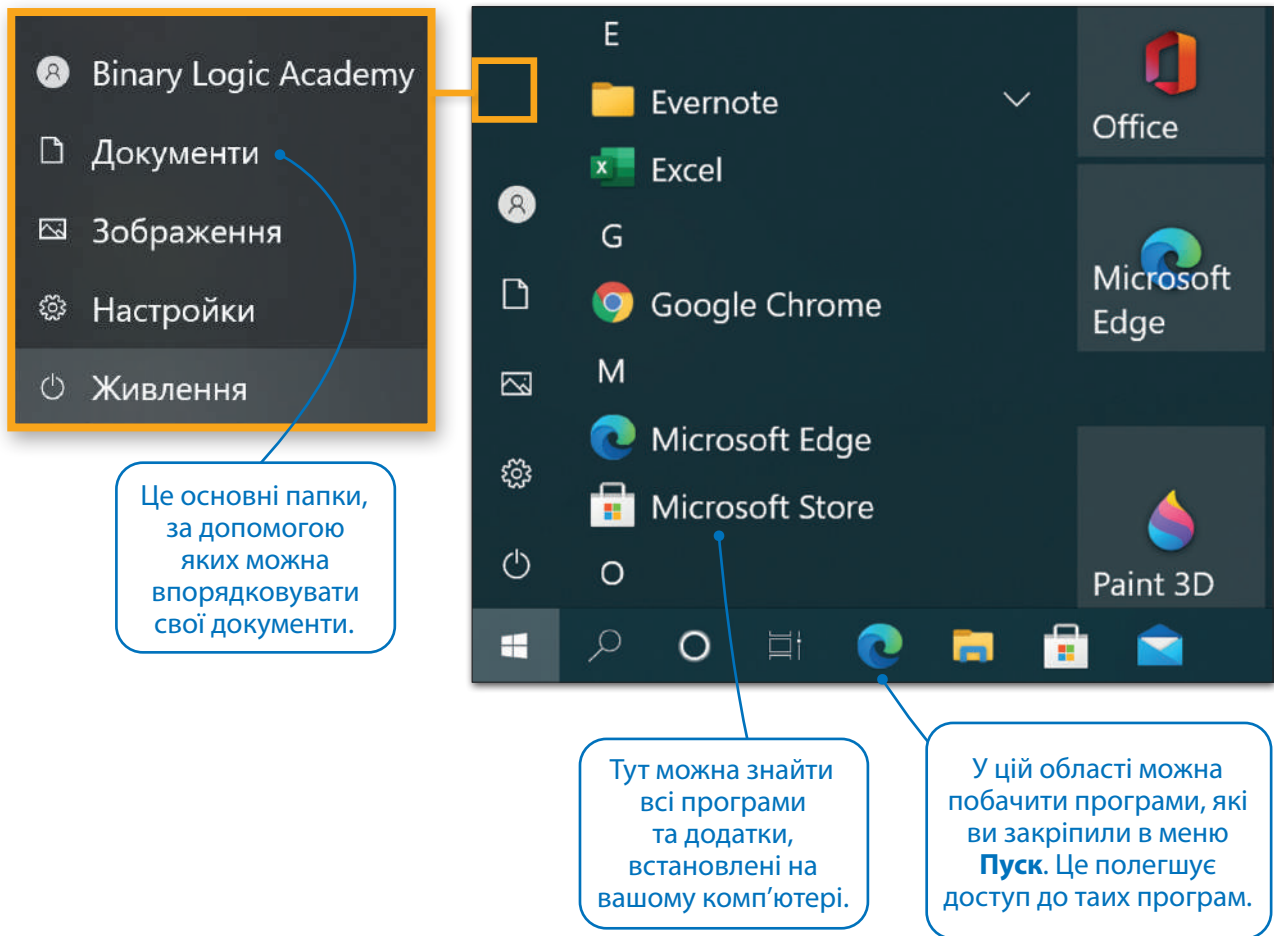 Binary Logic Academy
Документи
Зображення
Настройки
Живлення
Це основні папки,
за допомогою
яких можна
впорядковувати
свої документи.
E
Evernote
Excel
G
Google Chrome
M
Microsoft Edge
Microsoft Store
O
Office
Microsoft
Edge
Paint 3D
Тут можна знайти
всі програми
та додатки,
встановлені на
вашому комп’ютері.
У цій області можна
побачити програми, які
ви закріпили в меню
Пуск. Це полегшує
доступ до таих програм.